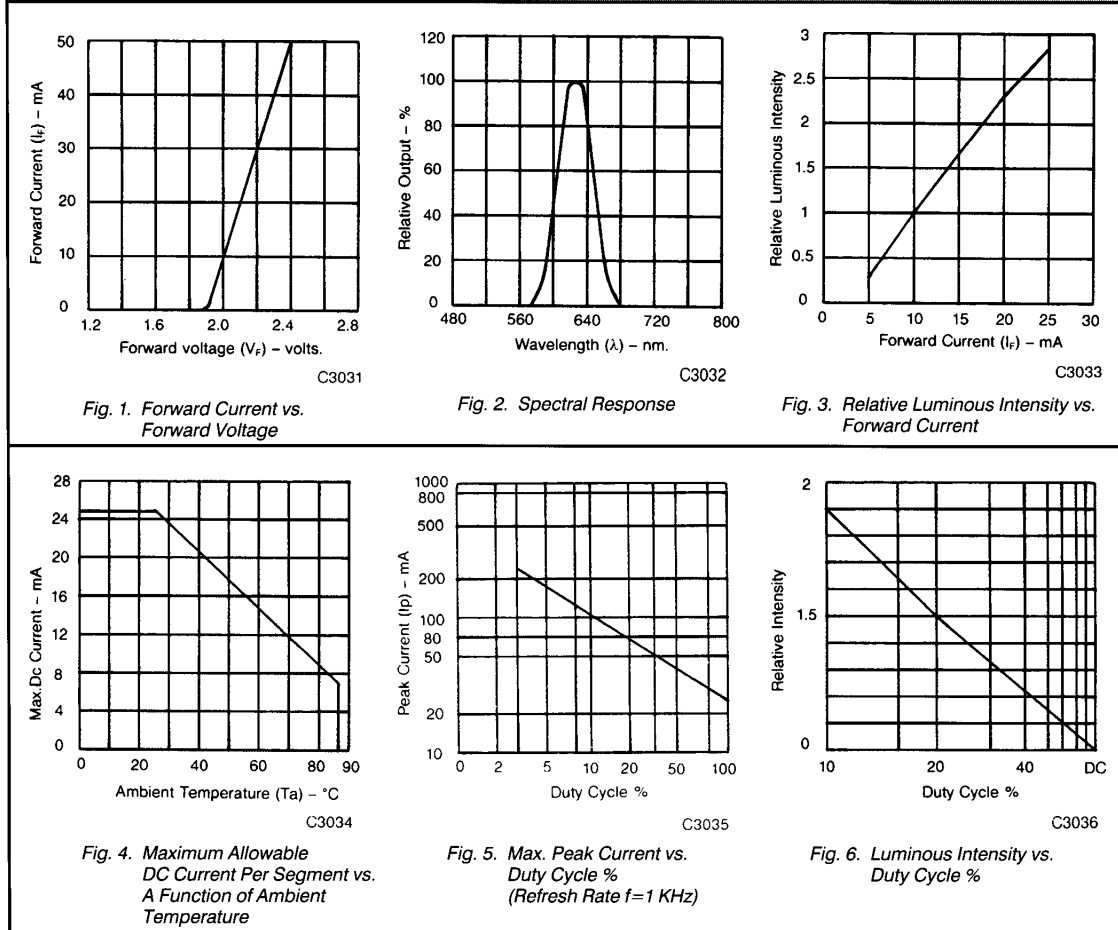 50
40
30
20
10
0
1.2 1.6 2.0 2.4 2.8
Forward Current (IF) – mA
Forward voltage (VF) – volts.
C3031
Fig. 1. Forward Current vs.
Forward Voltage
120
100
80
60
40
20
0
480 560 640 720 800
Relative Output – %
Wavelength (λ) – nm.
C3032
Fig. 2. Spectral Response
3
2.5
2
1.5
1
0.5
0
0 5 10 15 20 25 30
Relative Luminous Intensity
Forward Current (IF) – mA
C3033
Fig. 3. Relative Luminous Intensity vs.
Forward Current
28
24
20
16
12
8
4
0
0 20 40 60 80 90
Max.Dc Current – mA
Ambient Temperature (Ta) – °C
C3034
Fig. 4. Maximum Allowable
DC Current Per Segment vs.
A Function of Ambient
Temperature
1000
800
500
200
100
80
50
20
10
0 2 5 10 20 50 100
Peak Current (Ip) – mA
Duty Cycle %
C3035
Fig. 5. Max. Peak Current vs.
Duty Cycle %
(Refresh Rate f=1 KHz)
2
1.5
0
10 20 40 DC
Relative Intensity
Duty Cycle %
C3036
Fig. 6. Luminous Intensity vs.
Duty Cycle %